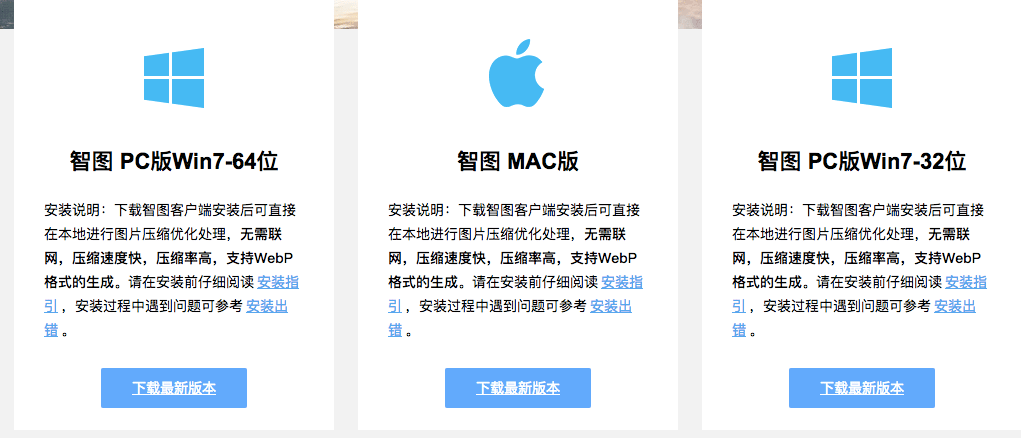 智图 PC版Win7-64位
安装说明：下载智图客户端安装后可直接
在本地进行图片压缩优化处理，无需联
网，压缩速度快，压缩率高，支持WebP
格式的生成。请在安装前仔细阅读 安装指
引 ，安装过程中遇到问题可参考 安装出
错 。
下载最新版本
智图 MAC版
安装说明：下载智图客户端安装后可直接
在本地进行图片压缩优化处理，无需联
网，压缩速度快，压缩率高，支持WebP
格式的生成。请在安装前仔细阅读 安装指
引 ，安装过程中遇到问题可参考 安装出
错 。
下载最新版本
智图 PC版Win7-32位
安装说明：下载智图客户端安装后可直接
在本地进行图片压缩优化处理，无需联
网，压缩速度快，压缩率高，支持WebP
格式的生成。请在安装前仔细阅读 安装指
引 ，安装过程中遇到问题可参考 安装出
错 。
下载最新版本